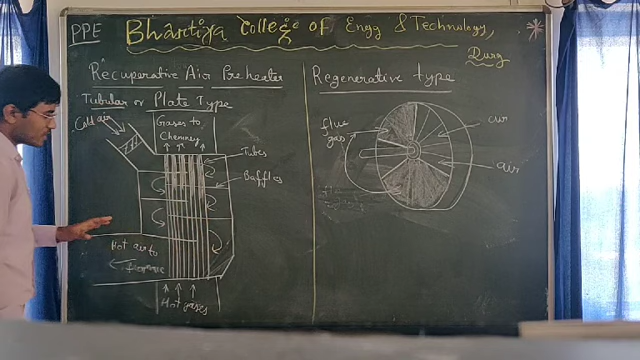 PPE
Bhartiya College of Engg & Technology,
Durg
Recuperative Air Preheater
Tubular or Plate Type
Cold air
Gases to
Chemney
Tubes
Baffles
Hot air to
furnace
Hot gases
Regenerative type
flue
gas
air
air